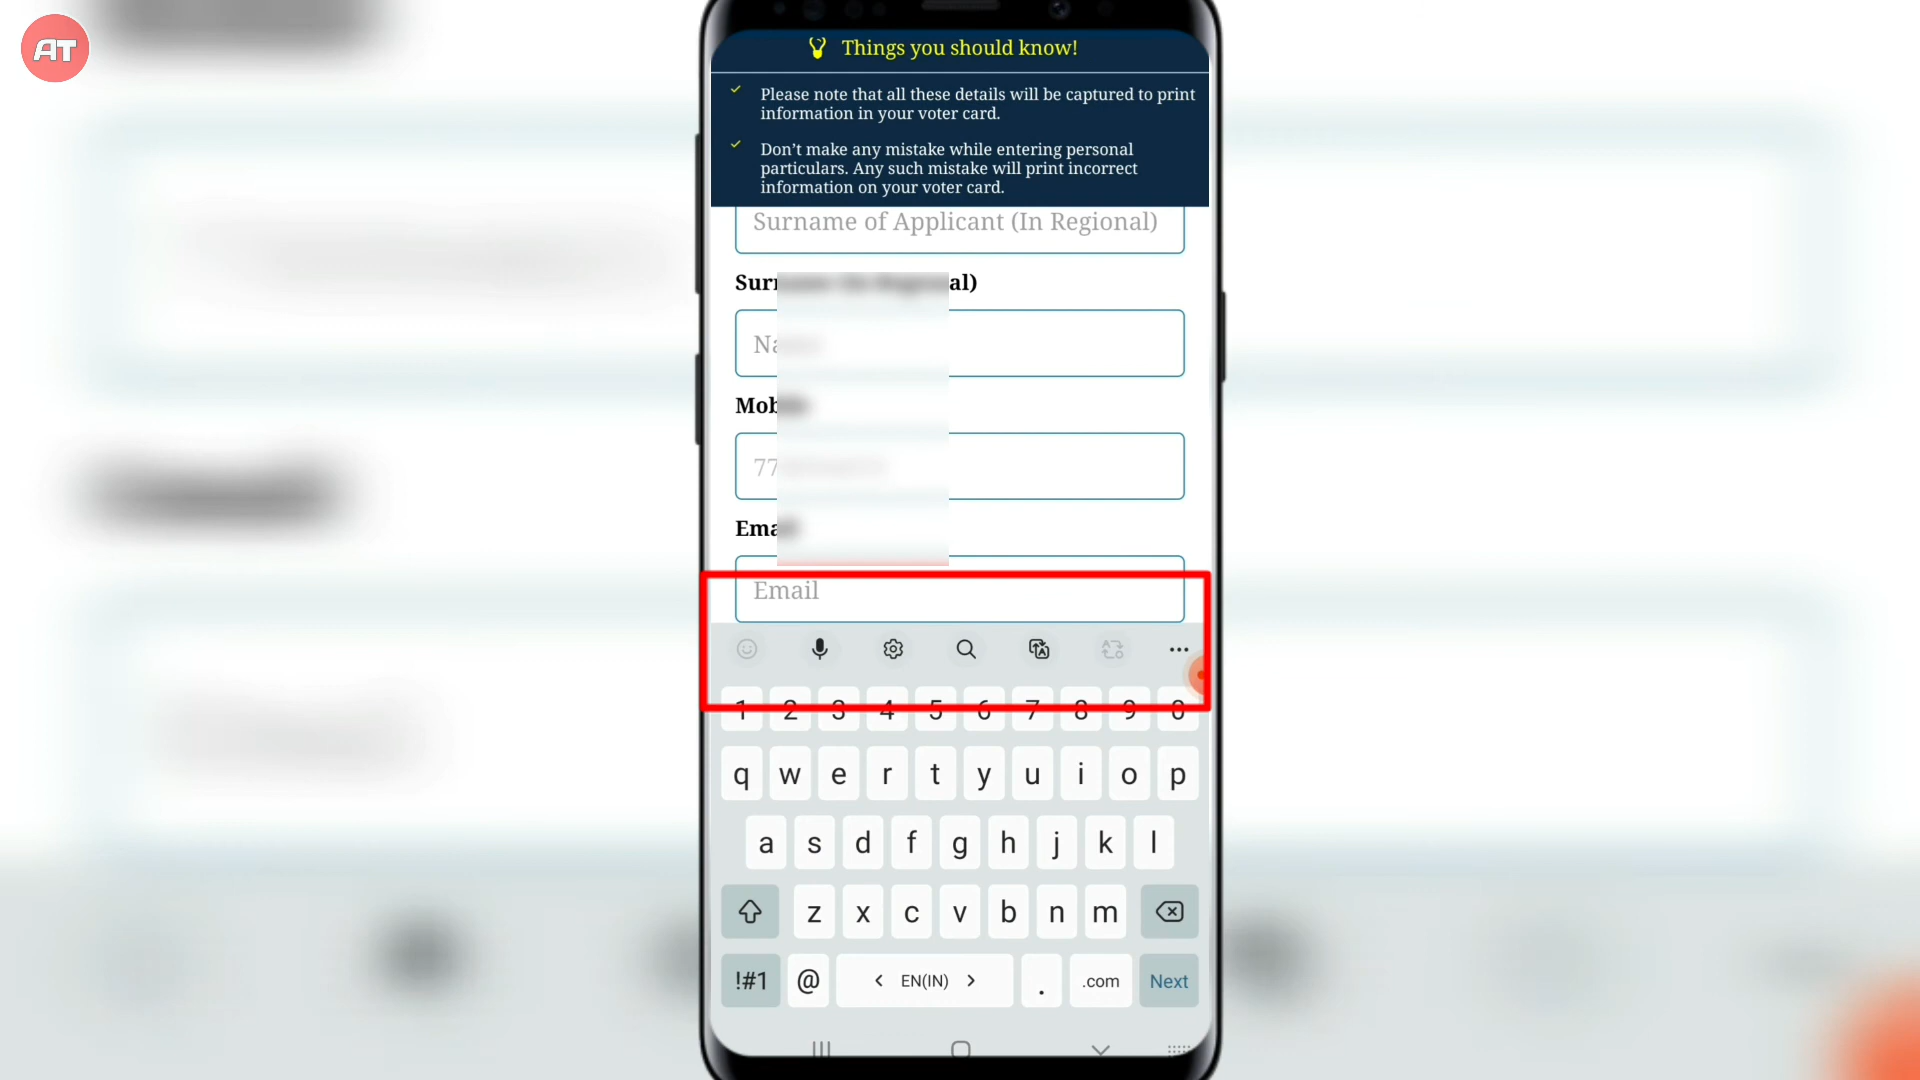 AT
Things you should know!
Please note that all these details will be captured to print
information in your voter card.
Don’t make any mistake while entering personal
particulars. Any such mistake will print incorrect
information on your voter card.
Surname of Applicant (In Regional)
Mobile
77
Email
Email
1 2 3 4 5 6 7 8 9 0
q w e r t y u i o p
a s d f g h j k l
z x c v b n m
!#1 @ < EN(IN) > . .com Next